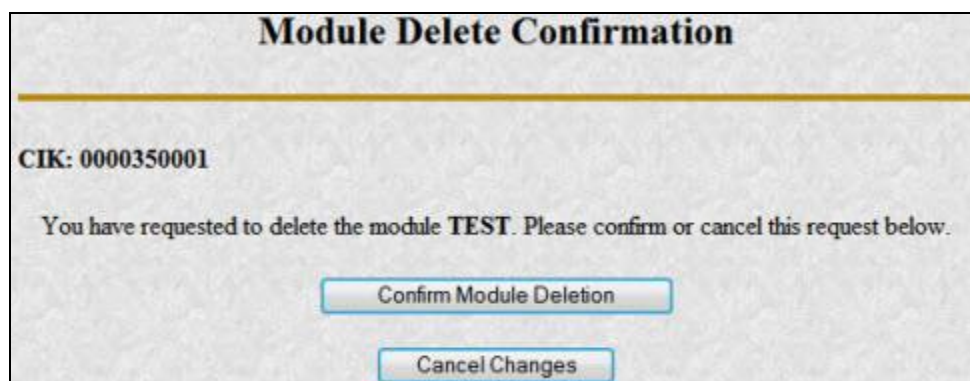 Module Delete Confirmation
CIK: 0000350001
You have requested to delete the module TEST. Please confirm or cancel this request below.
Confirm Module Deletion
Cancel Changes